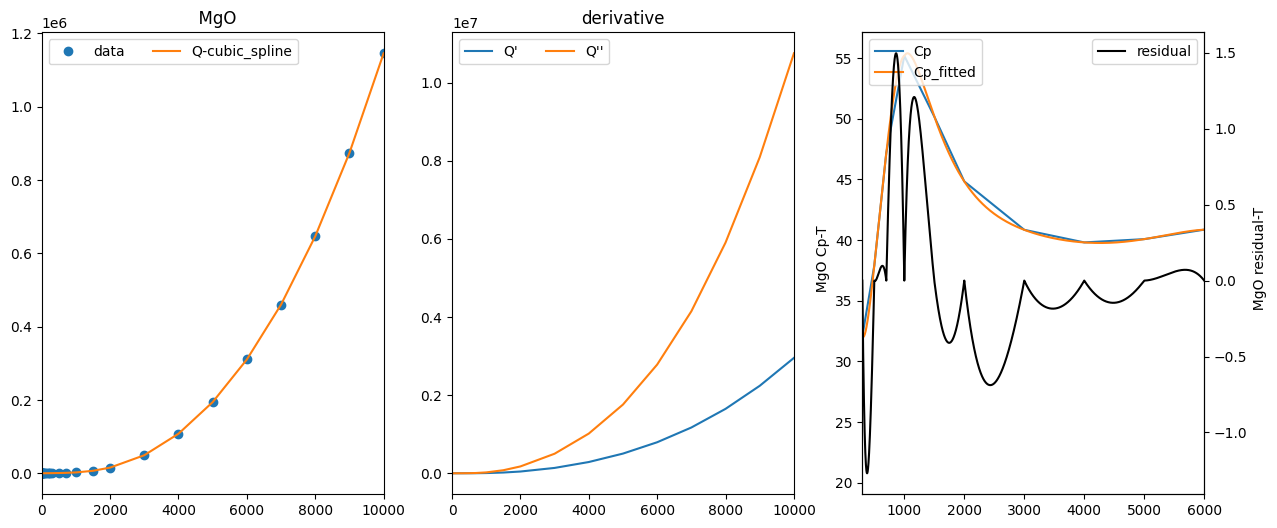 MgO
1e6
data
Q-cubic_spline
1.2
1.0
0.8
0.6
0.4
0.2
0.0
0 2000 4000 6000 8000 10000
derivative
1e7
Q'
Q''
1.0
0.8
0.6
0.4
0.2
0.0
0 2000 4000 6000 8000 10000
Cp
Cp_fitted
residual
MgO Cp-T
55
50
45
40
35
30
25
20
1000 2000 3000 4000 5000 6000
1.5
1.0
0.5
0.0
−0.5
−1.0
MgO residual-T